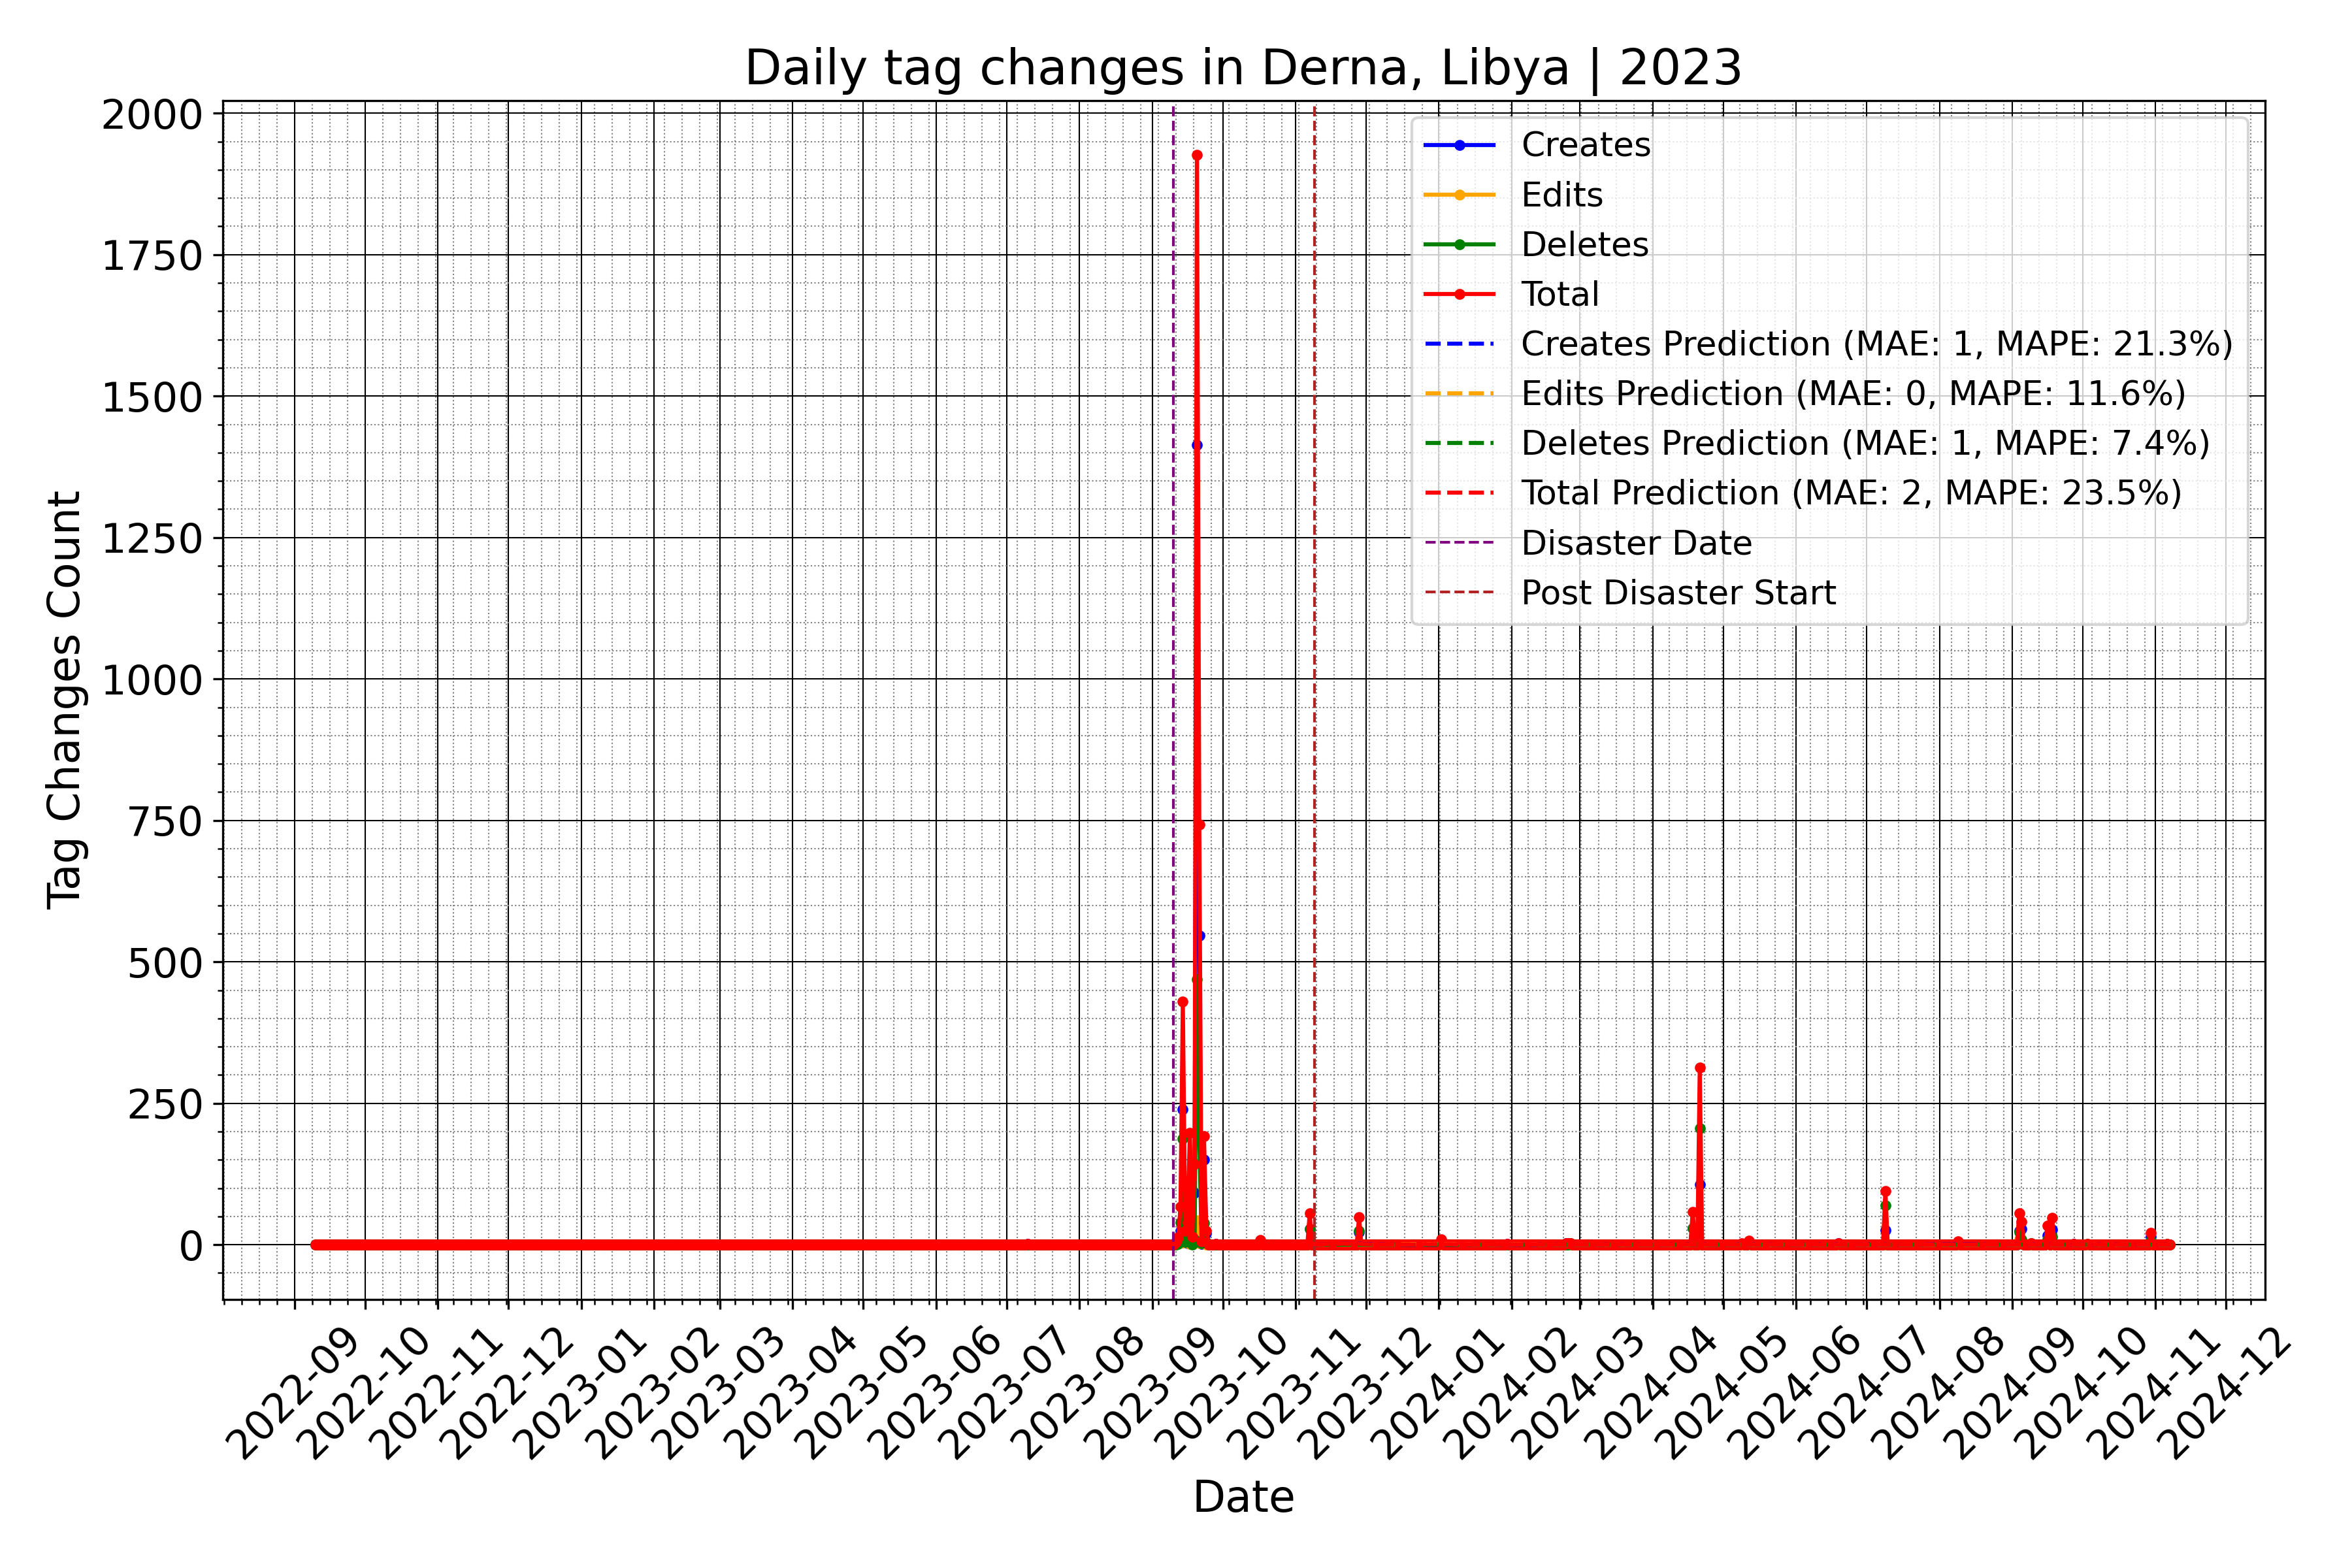 Daily tag changes in Derna, Libya | 2023
Tag Changes Count
2000
1750
1500
1250
1000
750
500
250
0
Creates
Edits
Deletes
Total
Creates Prediction (MAE: 1, MAPE: 21.3%)
Edits Prediction (MAE: 0, MAPE: 11.6%)
Deletes Prediction (MAE: 1, MAPE: 7.4%)
Total Prediction (MAE: 2, MAPE: 23.5%)
Disaster Date
Post Disaster Start
2022-09
2022-10
2022-11
2022-12
2023-01
2023-02
2023-03
2023-04
2023-05
2023-06
2023-07
2023-08
2023-09
2023-10
2023-11
2023-12
2024-01
2024-02
2024-03
2024-04
2024-05
2024-06
2024-07
2024-08
2024-09
2024-10
2024-11
2024-12
Date